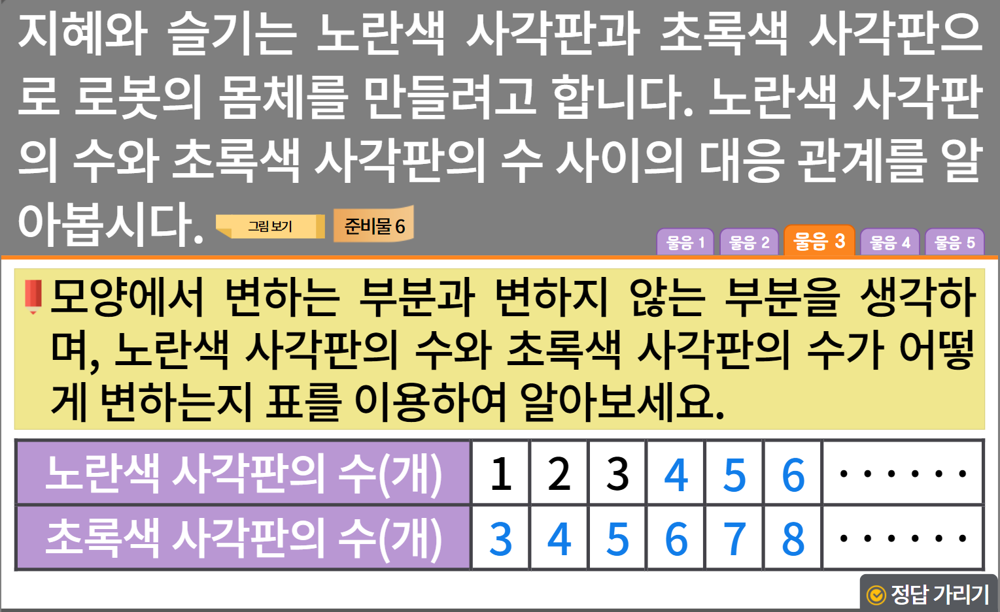 지혜와 슬기는 노란색 사각판과 초록색 사각판으
로 로봇의 몸체를 만들려고 합니다. 노란색 사각판
의 수와 초록색 사각판의 수 사이의 대응 관계를 알
아봅시다. 그림 보기 준비물 6
물음 1 물음 2 물음 3 물음 4 물음 5
모양에서 변하는 부분과 변하지 않는 부분을 생각하
며, 노란색 사각판의 수와 초록색 사각판의 수가 어떻
게 변하는지 표를 이용하여 알아보세요.
노란색 사각판의 수(개) 1 2 3 4 5 6 ······
초록색 사각판의 수(개) 3 4 5 6 7 8 ······
정답 가리기